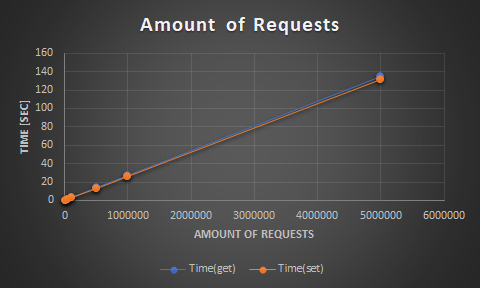 Amount of Requests
160
140
120
100
80
60
40
20
0
TIME [SEC]
0 1000000 2000000 3000000 4000000 5000000 6000000
AMOUNT OF REQUESTS
Time(get) Time(set)